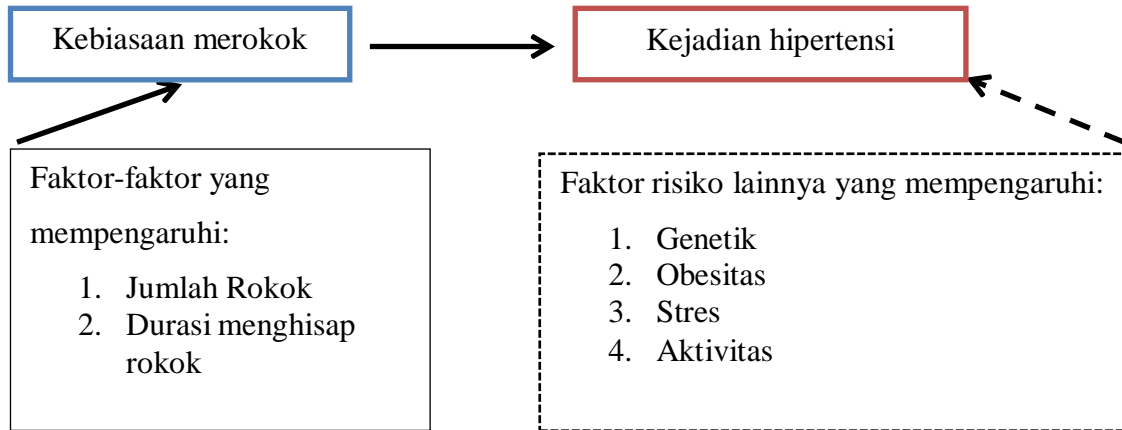 Kebiasaan merokok
Kejadian hipertensi
Faktor-faktor yang
mempengaruhi:
1. Jumlah Rokok
2. Durasi menghisap
rokok
Faktor risiko lainnya yang mempengaruhi:
1. Genetik
2. Obesitas
3. Stres
4. Aktivitas